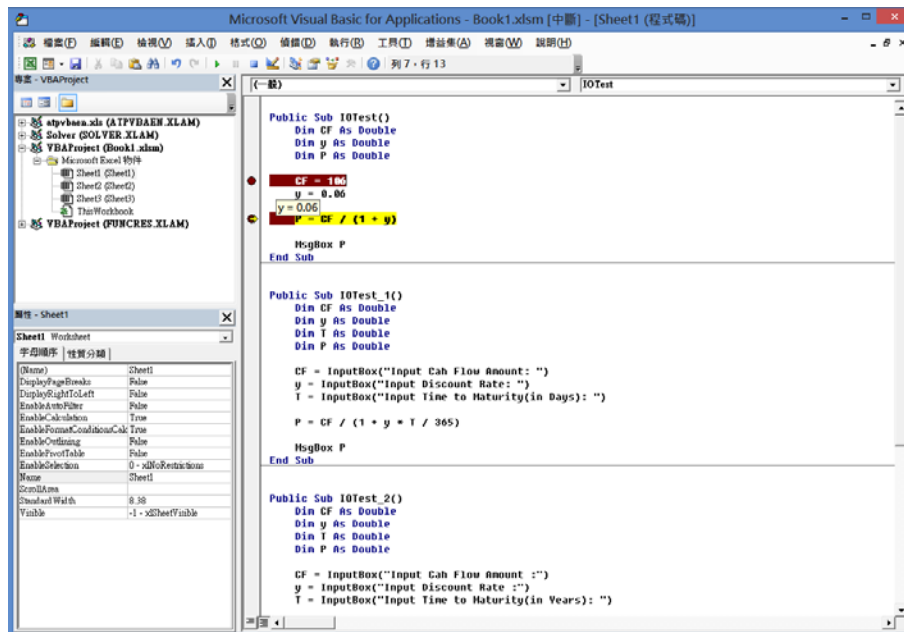 Microsoft Visual Basic for Applications - Book1.xlsm [中斷] - [Sheet1 (程式碼)]
檔案(F) 編輯(E) 檢視(V) 插入(I) 格式(O) 偵錯(D) 執行(R) 工具(T) 增益集(A) 視窗(W) 說明(H)
列 7，行 13
專案 - VBAProject
atpvbaen.xls (ATPVBAEN.XLAM)
Solver (SOLVER.XLAM)
VBAProject (Book1.xlsm)
Microsoft Excel 物件
Sheet1 (Sheet1)
Sheet2 (Sheet2)
Sheet3 (Sheet3)
ThisWorkbook
VBAProject (FUNCRES.XLAM)
屬性 - Sheet1
Sheet1 Worksheet
字母順序 性質分類
(Name) Sheet1
DisplayPageBreaks False
DisplayRightToLeft False
EnableAutoFilter False
EnableCalculation True
EnableFormatConditionsCalc True
EnableOutlining False
EnablePivotTable False
EnableSelection 0 - xlNoRestrictions
Name Sheet1
ScrollArea
Standard Width 8.38
Visible -1 - xlSheetVisible
(一般) IOTest
Public Sub IOTest()
Dim CF As Double
Dim y As Double
Dim P As Double
CF = 106
y = 0.06
y = 0.06
P = CF / (1 + y)
MsgBox P
End Sub
Public Sub IOTest_1()
Dim CF As Double
Dim y As Double
Dim T As Double
Dim P As Double
CF = InputBox("Input Cah Flow Amount: ")
y = InputBox("Input Discount Rate: ")
T = InputBox("Input Time to Maturity(in Days): ")
P = CF / (1 + y * T / 365)
MsgBox P
End Sub
Public Sub IOTest_2()
Dim CF As Double
Dim y As Double
Dim T As Double
Dim P As Double
CF = InputBox("Input Cah Flow Amount :")
y = InputBox("Input Discount Rate :")
T = InputBox("Input Time to Maturity(in Years): ")